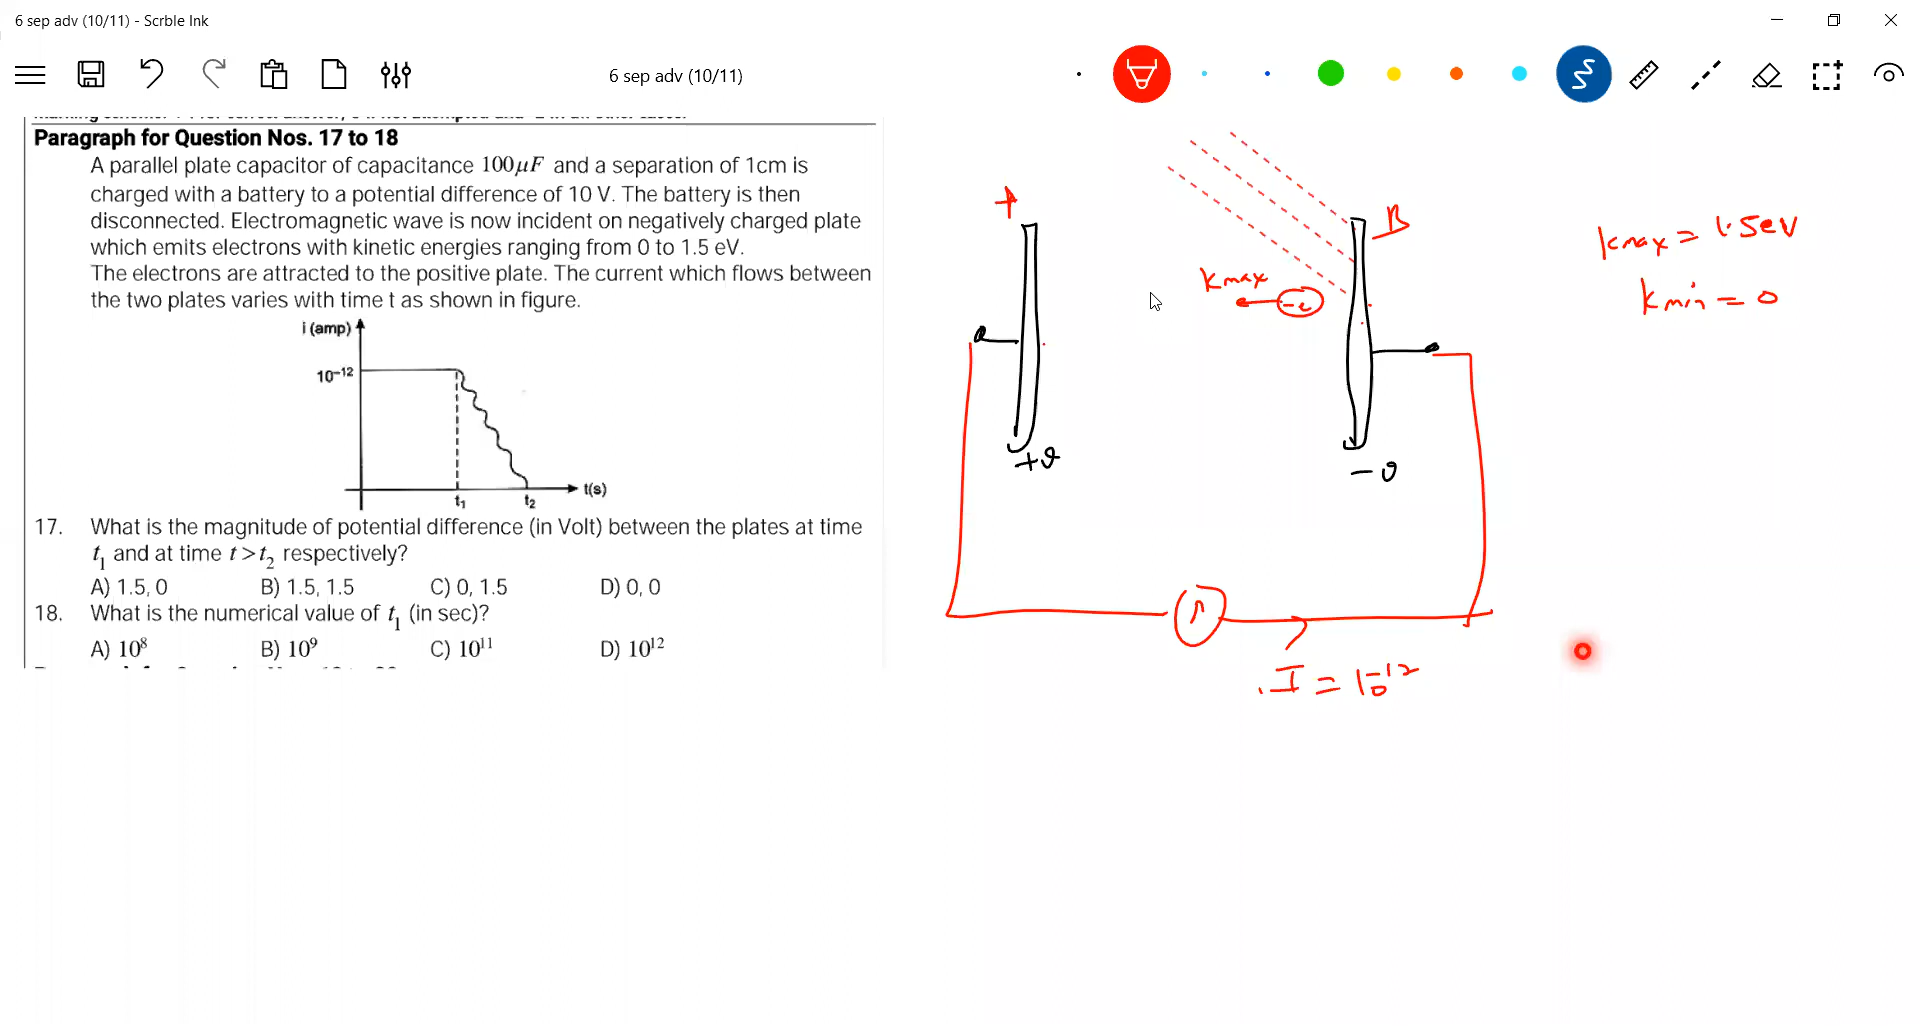 6 sep adv (10/11) - Scrble Ink
6 sep adv (10/11)
Paragraph for Question Nos. 17 to 18
A parallel plate capacitor of capacitance 100μF and a separation of 1cm is
charged with a battery to a potential difference of 10 V. The battery is then
disconnected. Electromagnetic wave is now incident on negatively charged plate
which emits electrons with kinetic energies ranging from 0 to 1.5 eV.
The electrons are attracted to the positive plate. The current which flows between
the two plates varies with time t as shown in figure.
i (amp)
10⁻¹²
t₁ t₂ t(s)
17. What is the magnitude of potential difference (in Volt) between the plates at time
t₁ and at time t > t₂ respectively?
A) 1.5, 0 B) 1.5, 1.5 C) 0, 1.5 D) 0, 0
18. What is the numerical value of t₁ (in sec)?
A) 10⁸ B) 10⁹ C) 10¹¹ D) 10¹²
B
Kmax
-e
Kmax = 1.5eV
Kmin = 0
I = 10⁻¹²